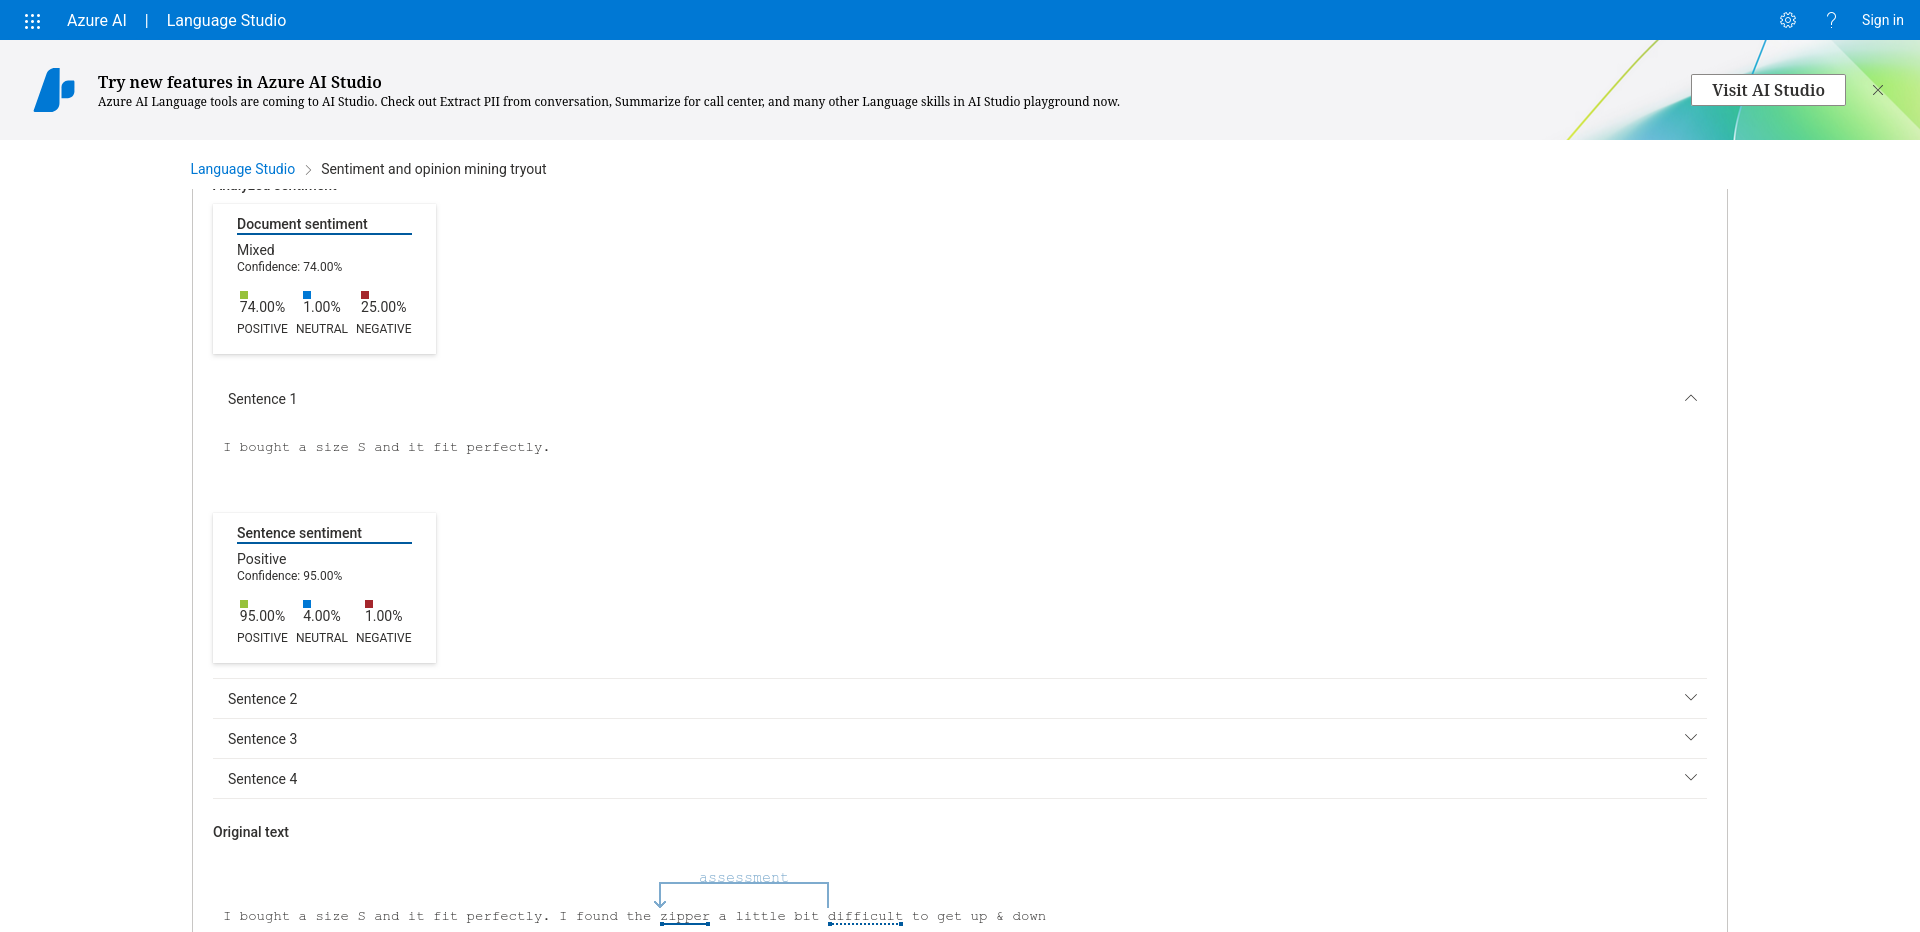 Azure AI | Language Studio
Sign in
Try new features in Azure AI Studio
Azure AI Language tools are coming to AI Studio. Check out Extract PII from conversation, Summarize for call center, and many other Language skills in AI Studio playground now.
Visit AI Studio
Language Studio > Sentiment and opinion mining tryout
Analyzed sentiment
Document sentiment
Mixed
Confidence: 74.00%
74.00% 1.00% 25.00%
POSITIVE NEUTRAL NEGATIVE
Sentence 1
I bought a size S and it fit perfectly.
Sentence sentiment
Positive
Confidence: 95.00%
95.00% 4.00% 1.00%
POSITIVE NEUTRAL NEGATIVE
Sentence 2
Sentence 3
Sentence 4
Original text
assessment
I bought a size S and it fit perfectly. I found the zipper a little bit difficult to get up & down